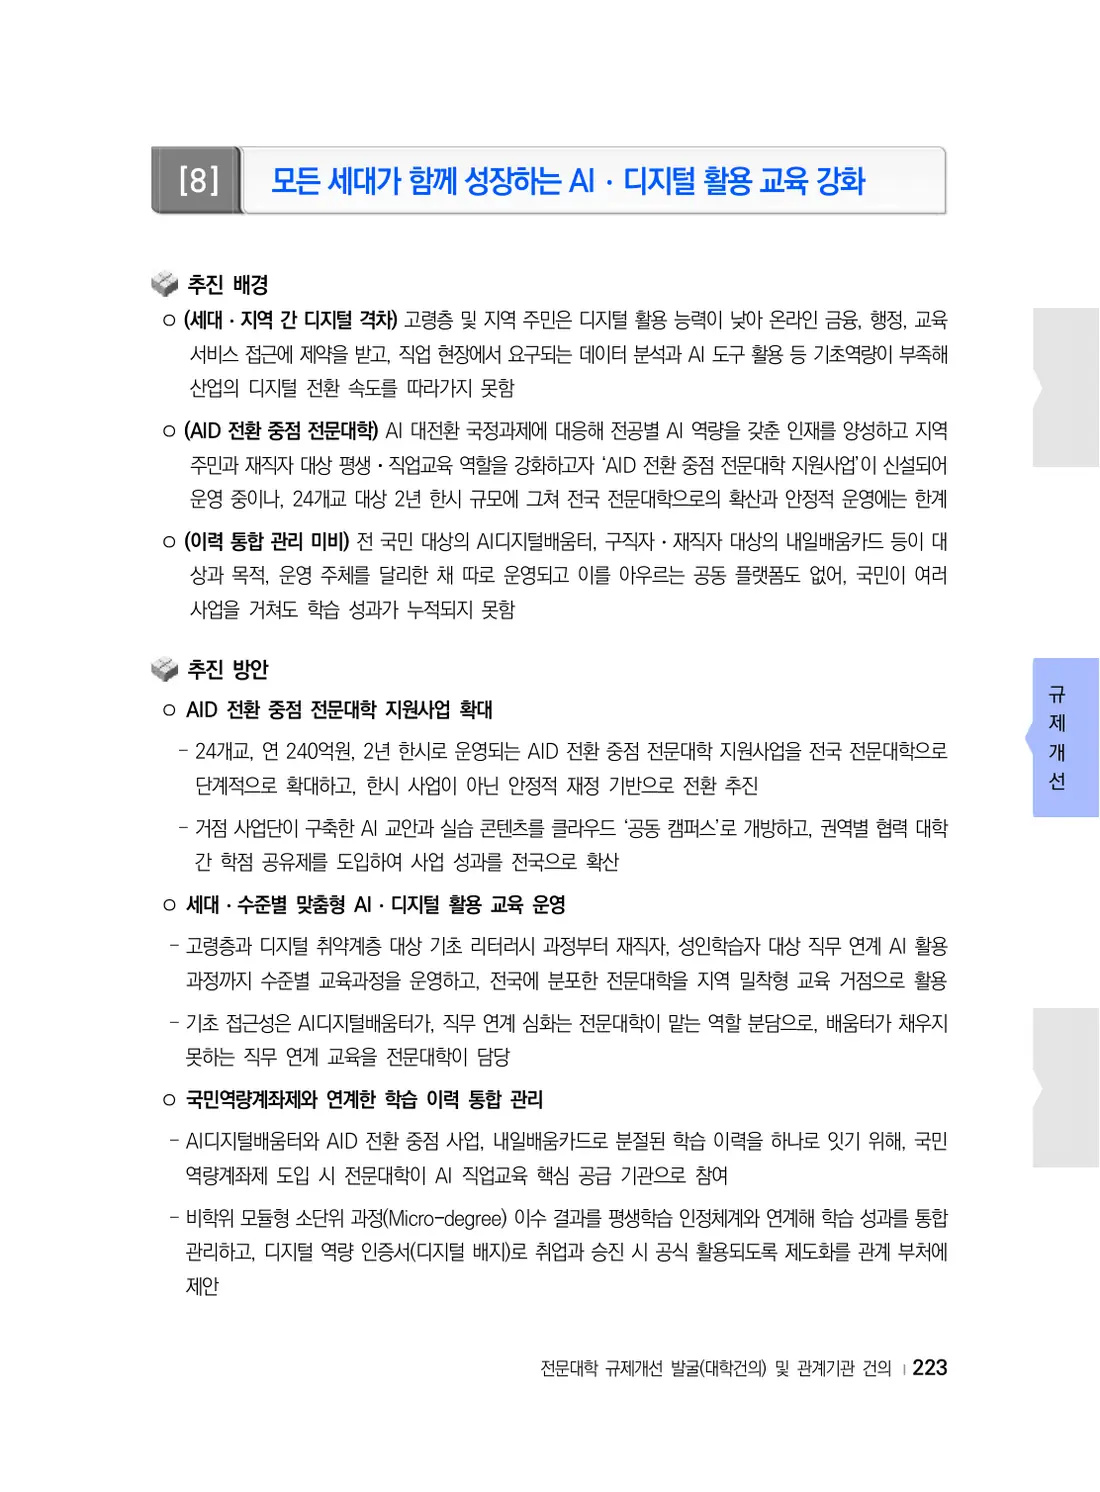 [8] 모든 세대가 함께 성장하는 AI · 디지털 활용 교육 강화
추진 배경
○ (세대 · 지역 간 디지털 격차) 고령층 및 지역 주민은 디지털 활용 능력이 낮아 온라인 금융, 행정, 교육
서비스 접근에 제약을 받고, 직업 현장에서 요구되는 데이터 분석과 AI 도구 활용 등 기초역량이 부족해
산업의 디지털 전환 속도를 따라가지 못함
○ (AID 전환 중점 전문대학) AI 대전환 국정과제에 대응해 전공별 AI 역량을 갖춘 인재를 양성하고 지역
주민과 재직자 대상 평생 · 직업교육 역할을 강화하고자 ‘AID 전환 중점 전문대학 지원사업’이 신설되어
운영 중이나, 24개교 대상 2년 한시 규모에 그쳐 전국 전문대학으로의 확산과 안정적 운영에는 한계
○ (이력 통합 관리 미비) 전 국민 대상의 AI디지털배움터, 구직자 · 재직자 대상의 내일배움카드 등이 대
상과 목적, 운영 주체를 달리한 채 따로 운영되고 이를 아우르는 공동 플랫폼도 없어, 국민이 여러
사업을 거쳐도 학습 성과가 누적되지 못함
추진 방안
○ AID 전환 중점 전문대학 지원사업 확대
- 24개교, 연 240억원, 2년 한시로 운영되는 AID 전환 중점 전문대학 지원사업을 전국 전문대학으로
단계적으로 확대하고, 한시 사업이 아닌 안정적 재정 기반으로 전환 추진
- 거점 사업단이 구축한 AI 교안과 실습 콘텐츠를 클라우드 ‘공동 캠퍼스’로 개방하고, 권역별 협력 대학
간 학점 공유제를 도입하여 사업 성과를 전국으로 확산
○ 세대 · 수준별 맞춤형 AI · 디지털 활용 교육 운영
- 고령층과 디지털 취약계층 대상 기초 리터러시 과정부터 재직자, 성인학습자 대상 직무 연계 AI 활용
과정까지 수준별 교육과정을 운영하고, 전국에 분포한 전문대학을 지역 밀착형 교육 거점으로 활용
- 기초 접근성은 AI디지털배움터가, 직무 연계 심화는 전문대학이 맡는 역할 분담으로, 배움터가 채우지
못하는 직무 연계 교육을 전문대학이 담당
○ 국민역량계좌제와 연계한 학습 이력 통합 관리
- AI디지털배움터와 AID 전환 중점 사업, 내일배움카드로 분절된 학습 이력을 하나로 잇기 위해, 국민
역량계좌제 도입 시 전문대학이 AI 직업교육 핵심 공급 기관으로 참여
- 비학위 모듈형 소단위 과정(Micro-degree) 이수 결과를 평생학습 인정체계와 연계해 학습 성과를 통합
관리하고, 디지털 역량 인증서(디지털 배지)로 취업과 승진 시 공식 활용되도록 제도화를 관계 부처에
제안
규
제
개
선
전문대학 규제개선 발굴(대학건의) 및 관계기관 건의 | 223